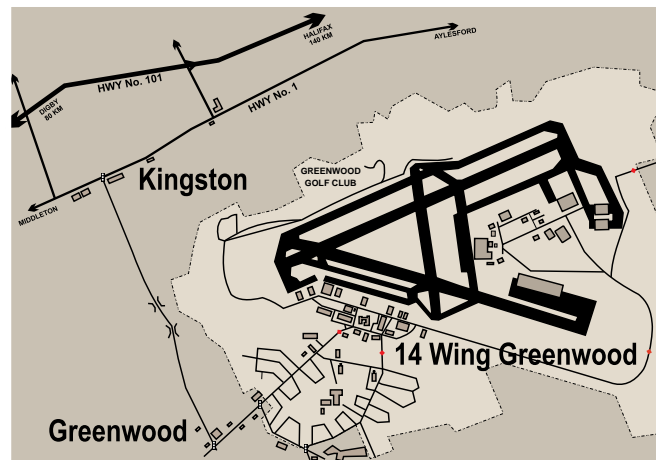 HALIFAX
140 KM
AYLESFORD
HWY No. 101
DIGBY
80 KM
HWY No. 1
Kingston
GREENWOOD
GOLF CLUB
MIDDLETON
14 Wing Greenwood
Greenwood